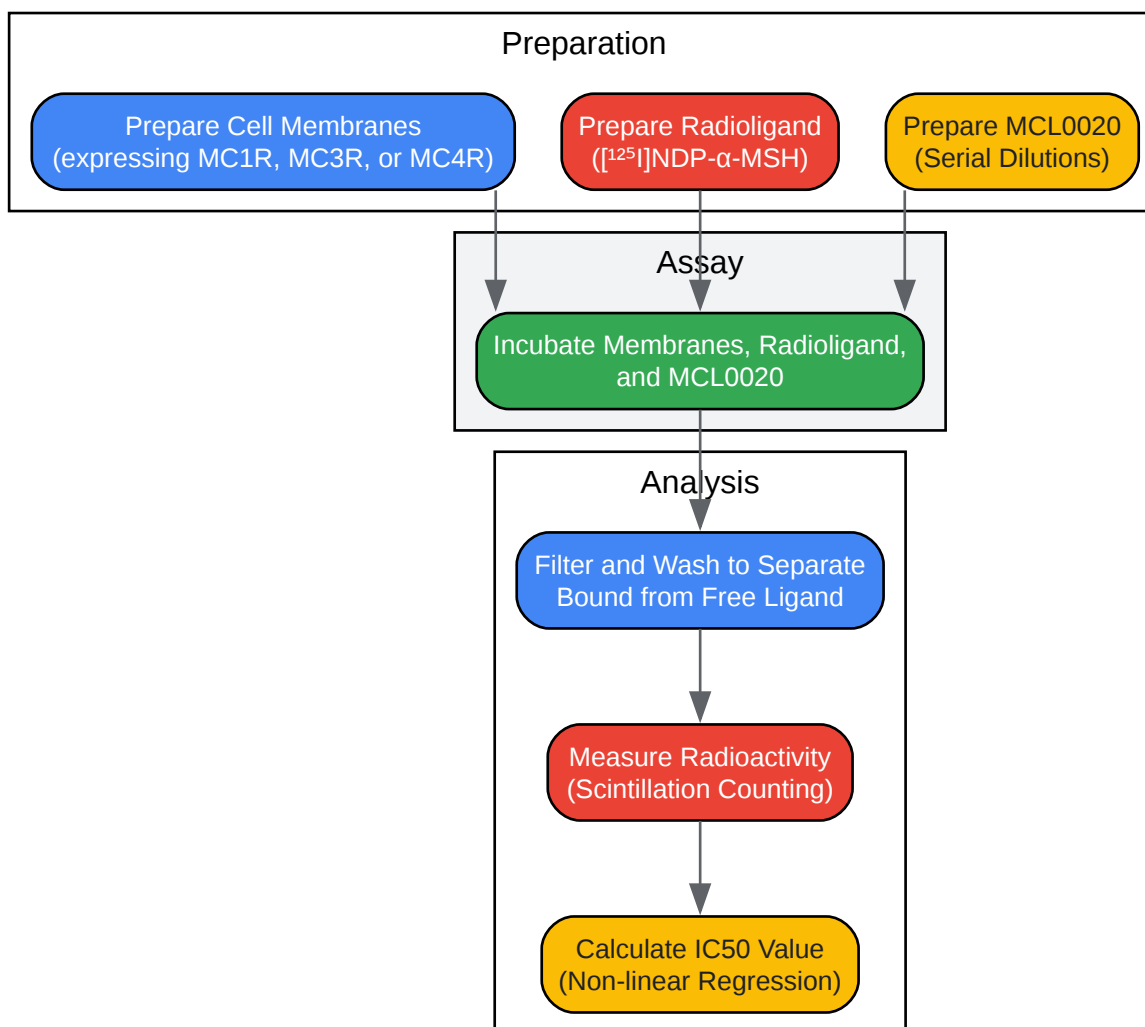 Preparation
Prepare Cell Membranes
(expressing MC1R, MC3R, or MC4R)
Prepare Radioligand
([¹²⁵I]NDP-α-MSH)
Prepare MCL0020
(Serial Dilutions)
Assay
Incubate Membranes, Radioligand,
and MCL0020
Analysis
Filter and Wash to Separate
Bound from Free Ligand
Measure Radioactivity
(Scintillation Counting)
Calculate IC50 Value
(Non-linear Regression)